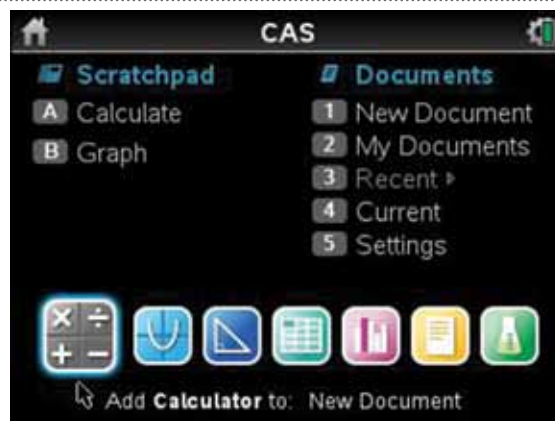 CAS
Scratchpad
A Calculate
B Graph
Documents
1 New Document
2 My Documents
3 Recent ▸
4 Current
5 Settings
Add Calculator to: New Document